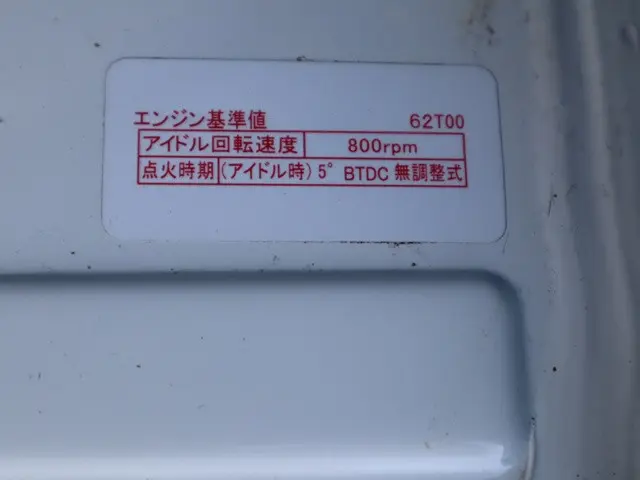 エンジン基準値 62T00
アイドル回転速度 800rpm
点火時期 (アイドル時) 5° BTDC 無調整式